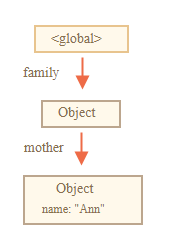 <global>
family
Object
mother
Object
name: "Ann"